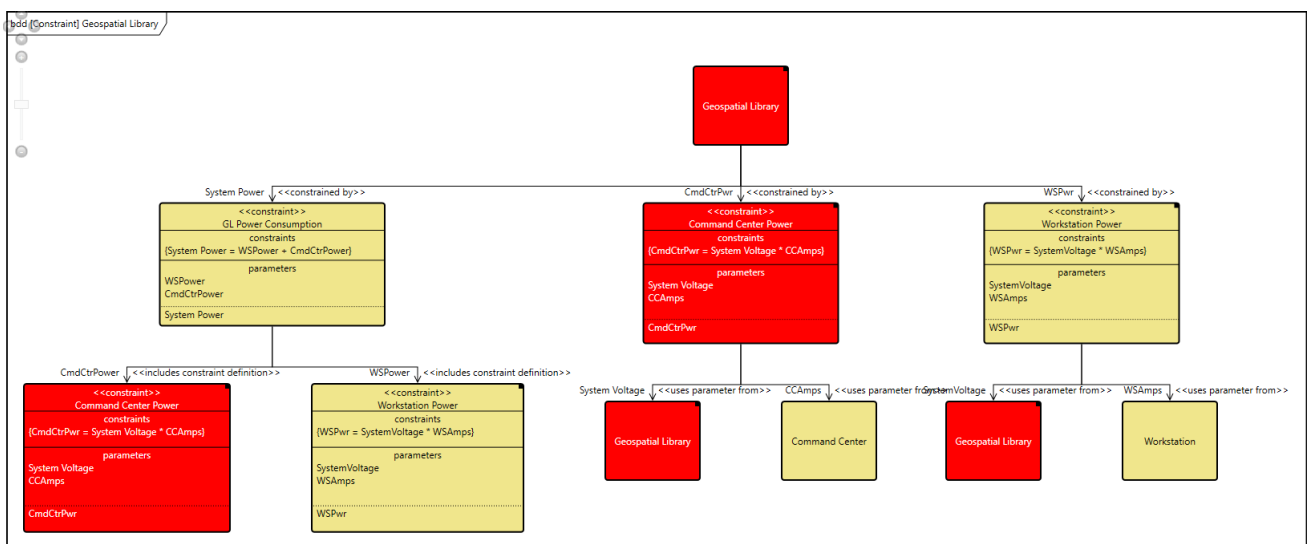 bdd [Constraint] Geospatial Library
Geospatial Library
System Power <<constrained by>>
CmdCtrPwr <<constrained by>>
WSPwr <<constrained by>>
<<constraint>>
GL Power Consumption
constraints
{System Power = WSPower + CmdCtrPower}
parameters
WSPower
CmdCtrPower
System Power
<<constraint>>
Command Center Power
constraints
{CmdCtrPwr = System Voltage * CCAmps}
parameters
System Voltage
CCAmps
CmdCtrPwr
<<constraint>>
Workstation Power
constraints
{WSPwr = SystemVoltage * WSAmps}
parameters
SystemVoltage
WSAmps
WSPwr
CmdCtrPower <<includes constraint definition>>
WSPower <<includes constraint definition>>
System Voltage <<uses parameter from>>
CCAmps <<uses parameter from>>
SystemVoltage <<uses parameter from>>
WSAmps <<uses parameter from>>
<<constraint>>
Command Center Power
constraints
{CmdCtrPwr = System Voltage * CCAmps}
parameters
System Voltage
CCAmps
CmdCtrPwr
<<constraint>>
Workstation Power
constraints
{WSPwr = SystemVoltage * WSAmps}
parameters
SystemVoltage
WSAmps
WSPwr
Geospatial Library
Command Center
Geospatial Library
Workstation